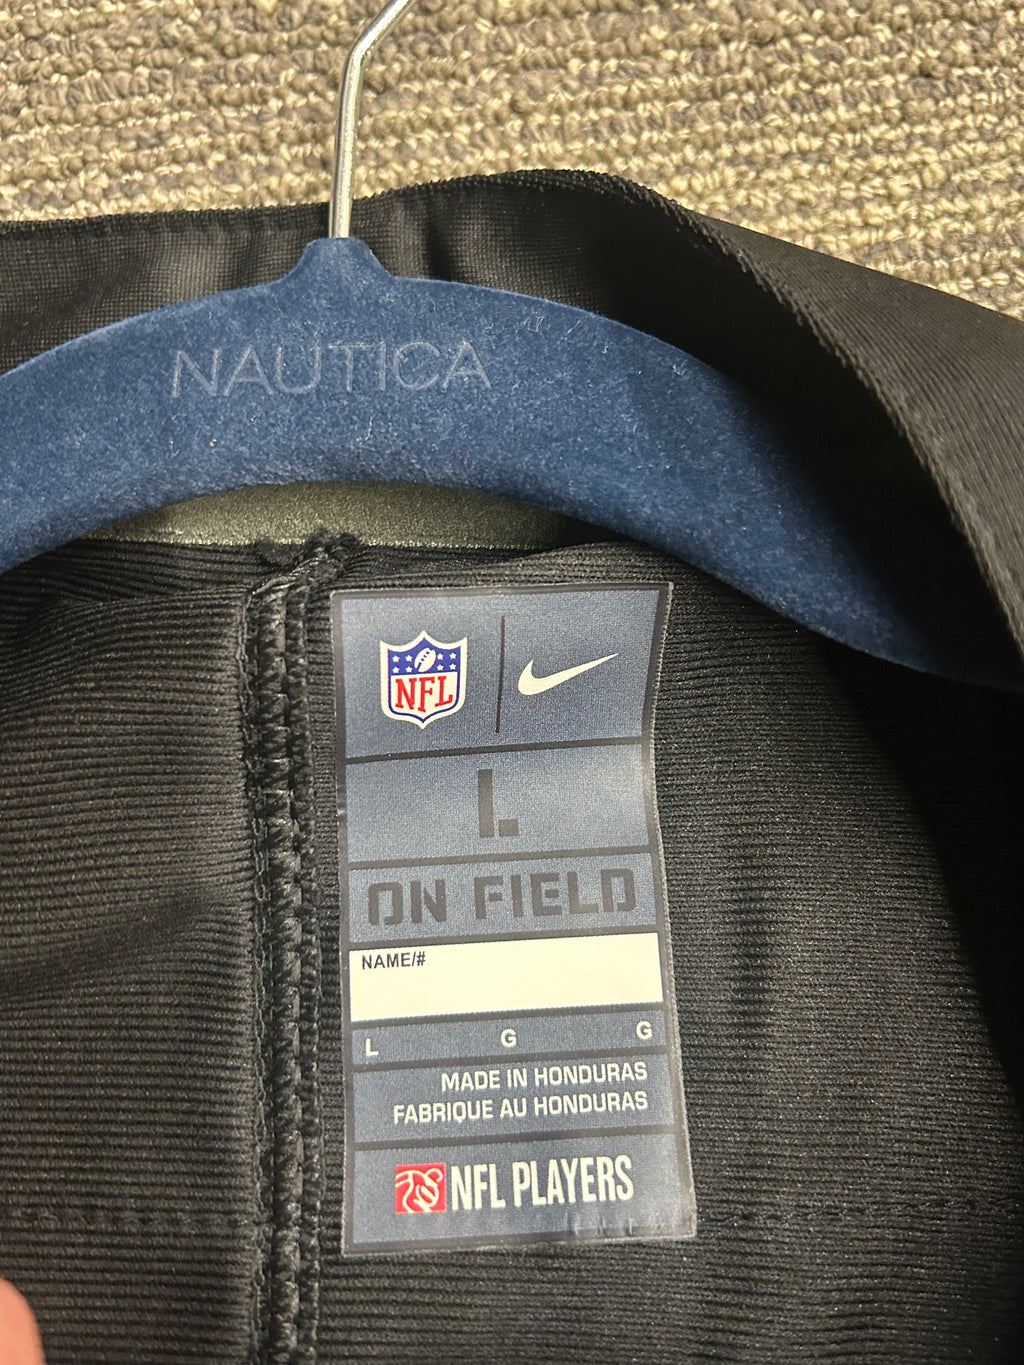 NAUTICA
NFL
L
ON FIELD
NAME/#
L G G
MADE IN HONDURAS
FABRIQUE AU HONDURAS
NFL PLAYERS